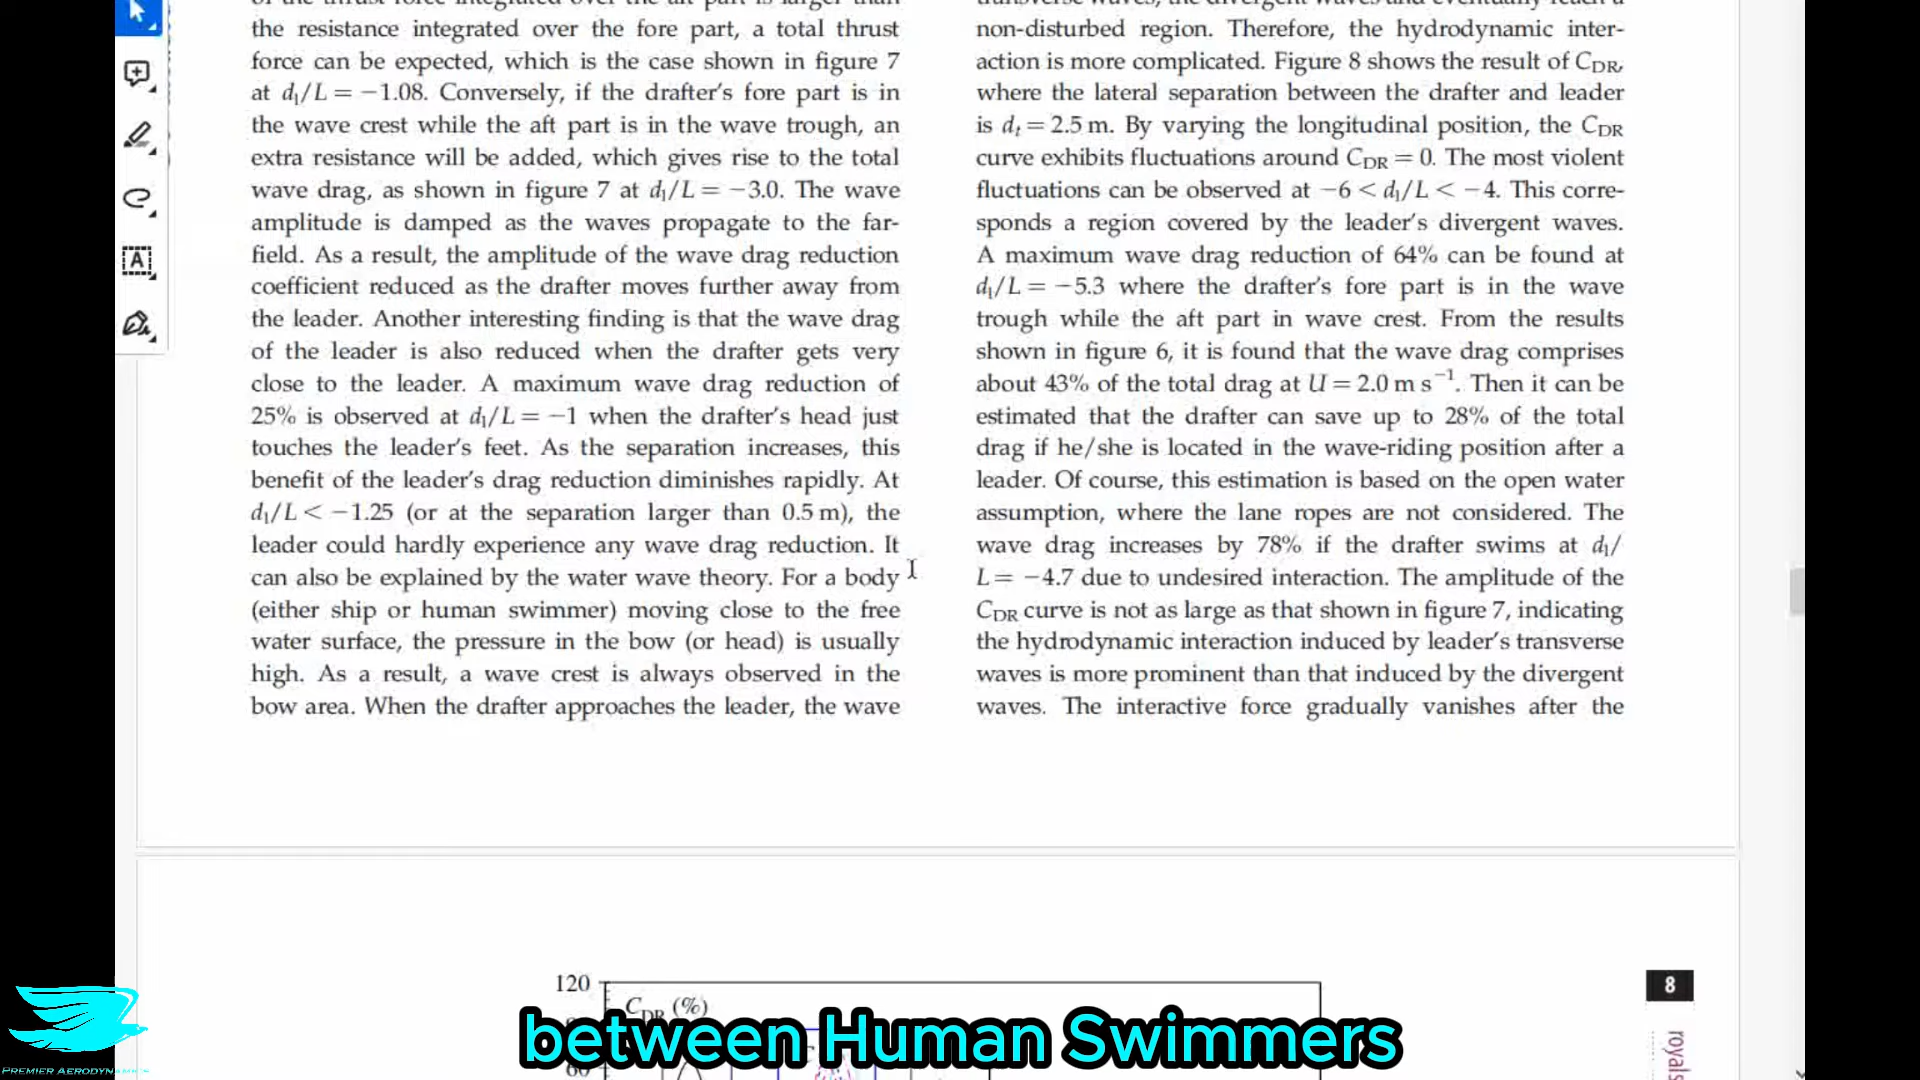 the resistance integrated over the fore part, a total thrust
force can be expected, which is the case shown in figure 7
at dl/L = −1.08. Conversely, if the drafter's fore part is in
the wave crest while the aft part is in the wave trough, an
extra resistance will be added, which gives rise to the total
wave drag, as shown in figure 7 at dl/L = −3.0. The wave
amplitude is damped as the waves propagate to the far-
field. As a result, the amplitude of the wave drag reduction
coefficient reduced as the drafter moves further away from
the leader. Another interesting finding is that the wave drag
of the leader is also reduced when the drafter gets very
close to the leader. A maximum wave drag reduction of
25% is observed at dl/L = −1 when the drafter's head just
touches the leader's feet. As the separation increases, this
benefit of the leader's drag reduction diminishes rapidly. At
dl/L < −1.25 (or at the separation larger than 0.5 m), the
leader could hardly experience any wave drag reduction. It
can also be explained by the water wave theory. For a body
(either ship or human swimmer) moving close to the free
water surface, the pressure in the bow (or head) is usually
high. As a result, a wave crest is always observed in the
bow area. When the drafter approaches the leader, the wave
non-disturbed region. Therefore, the hydrodynamic inter-
action is more complicated. Figure 8 shows the result of CDR,
where the lateral separation between the drafter and leader
is dt = 2.5 m. By varying the longitudinal position, the CDR
curve exhibits fluctuations around CDR = 0. The most violent
fluctuations can be observed at −6 < dl/L < −4. This corre-
sponds a region covered by the leader's divergent waves.
A maximum wave drag reduction of 64% can be found at
dl/L = −5.3 where the drafter's fore part is in the wave
trough while the aft part in wave crest. From the results
shown in figure 6, it is found that the wave drag comprises
about 43% of the total drag at U = 2.0 m s−1. Then it can be
estimated that the drafter can save up to 28% of the total
drag if he/she is located in the wave-riding position after a
leader. Of course, this estimation is based on the open water
assumption, where the lane ropes are not considered. The
wave drag increases by 78% if the drafter swims at dl/
L = −4.7 due to undesired interaction. The amplitude of the
CDR curve is not as large as that shown in figure 7, indicating
the hydrodynamic interaction induced by leader's transverse
waves is more prominent than that induced by the divergent
waves. The interactive force gradually vanishes after the
120
CDR (%)
8
royals
between Human Swimmers
PREMIER AERODYNAMICS